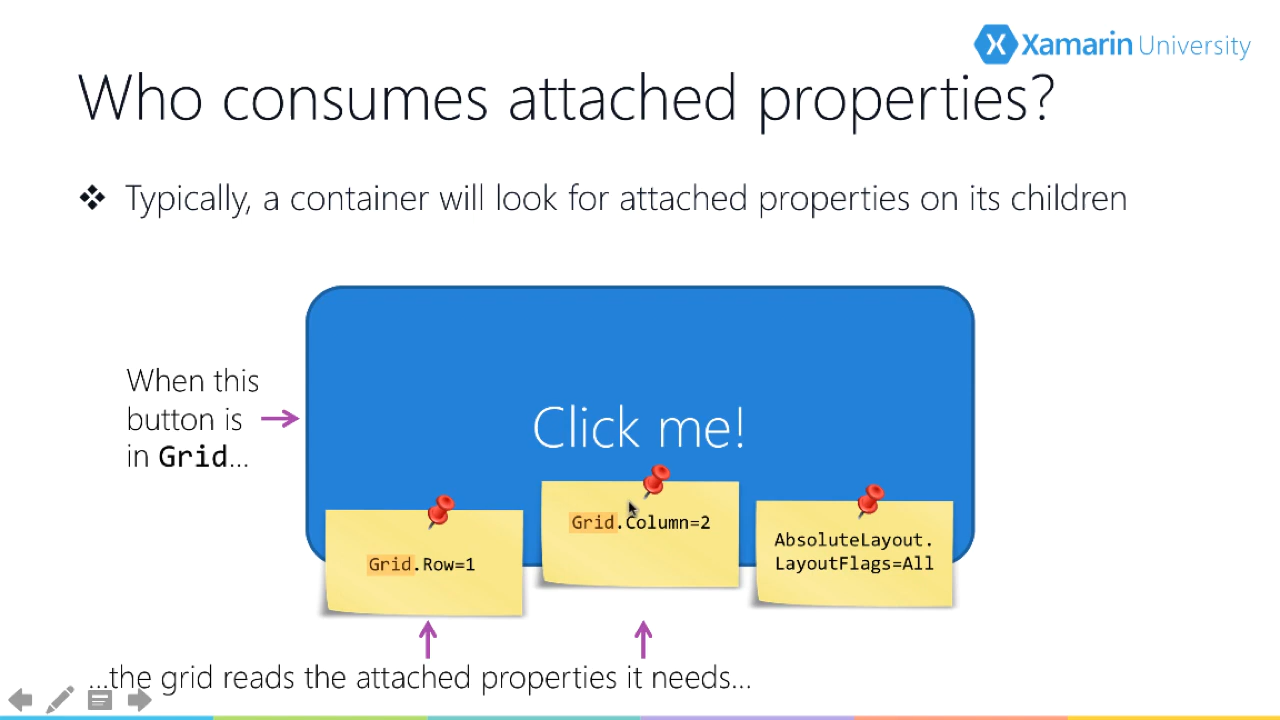 Xamarin University
Who consumes attached properties?
Typically, a container will look for attached properties on its children
When this
button is
in Grid...
Click me!
Grid.Row=1
Grid.Column=2
AbsoluteLayout.
LayoutFlags=All
...the grid reads the attached properties it needs...